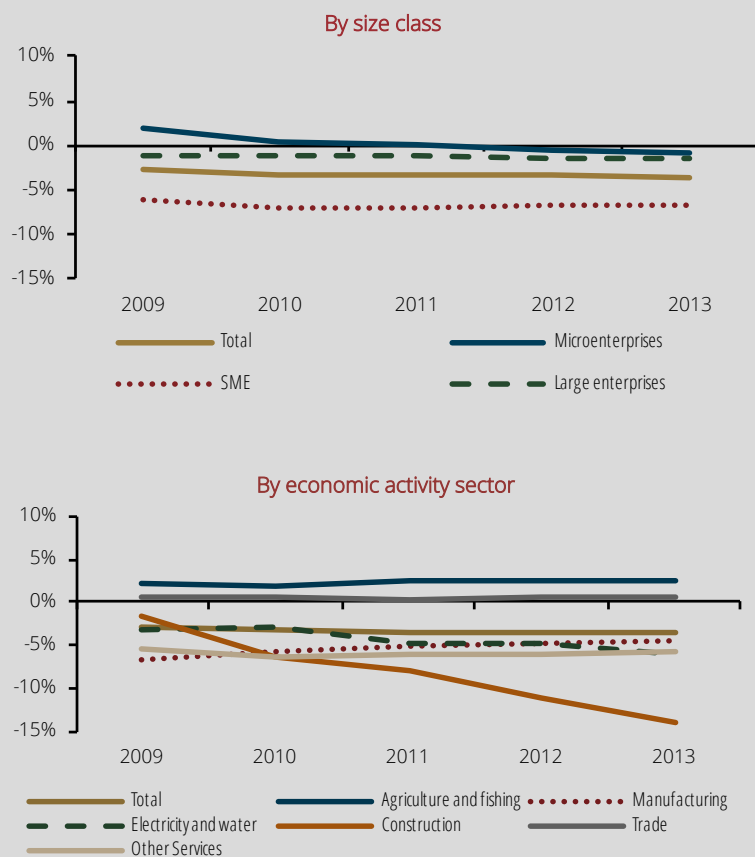 By size class
10%
5%
0%
-5%
-10%
-15%
2009 2010 2011 2012 2013
Total Microenterprises
SME Large enterprises
By economic activity sector
10%
5%
0%
-5%
-10%
-15%
2009 2010 2011 2012 2013
Total Agriculture and fishing Manufacturing
Electricity and water Construction Trade
Other Services